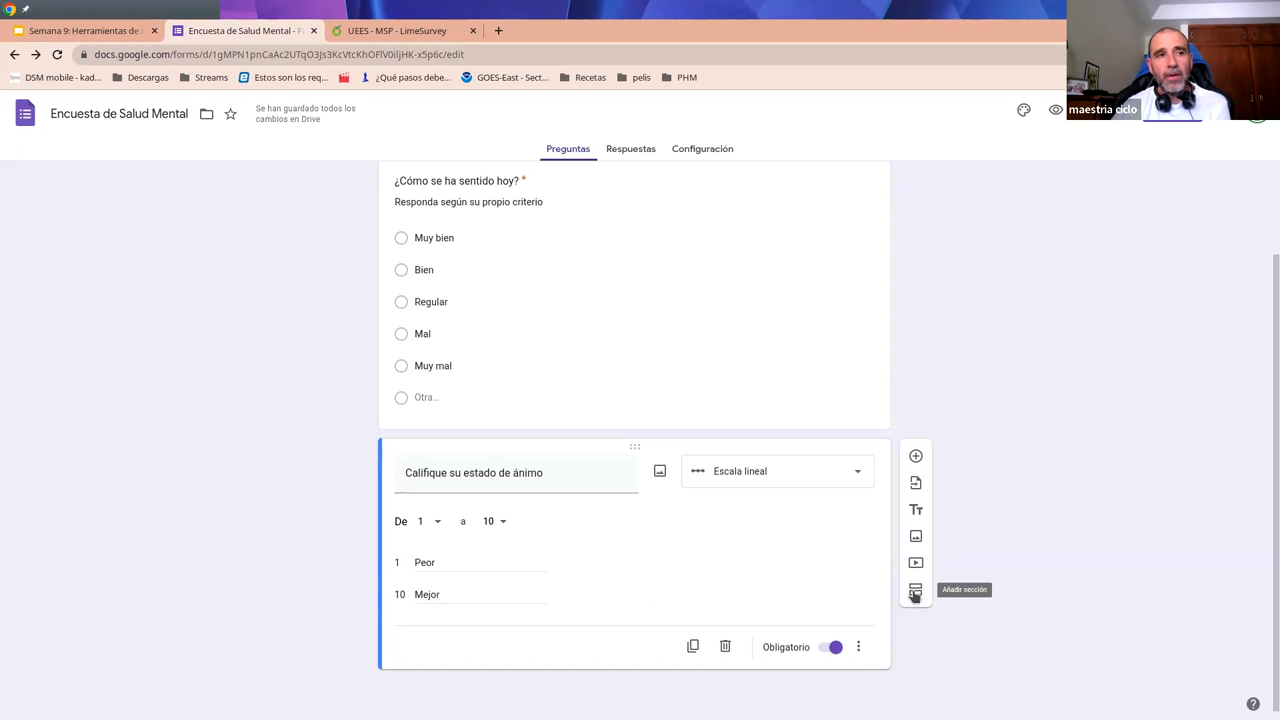 Semana 9: Herramientas de c
Encuesta de Salud Mental - Fo
UEES - MSP - LimeSurvey
docs.google.com/forms/d/1gMPN1pnCaAc2UTqO3Js3KcVtcKhOFlV0iljHK-x5p6c/edit
DSM mobile - kad...
Descargas
Streams
Estos son los req...
¿Qué pasos debe...
GOES-East - Sect...
Recetas
pelis
PHM
maestria ciclo
Encuesta de Salud Mental
Se han guardado todos los
cambios en Drive
Preguntas
Respuestas
Configuración
¿Cómo se ha sentido hoy? *
Responda según su propio criterio
Muy bien
Bien
Regular
Mal
Muy mal
Otra...
Califique su estado de ánimo
Escala lineal
De 1 a 10
1 Peor
10 Mejor
Añadir sección
Obligatorio